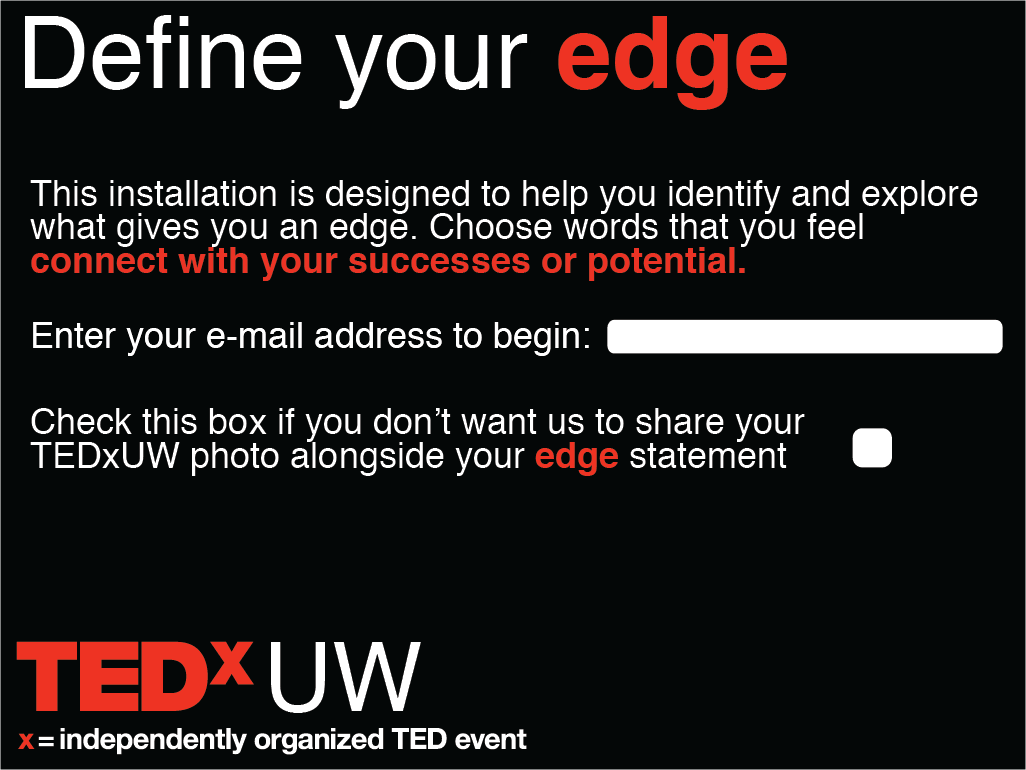 Define your edge
This installation is designed to help you identify and explore
what gives you an edge. Choose words that you feel
connect with your successes or potential.
Enter your e-mail address to begin:
Check this box if you don’t want us to share your
TEDxUW photo alongside your edge statement
TEDx UW
x = independently organized TED event